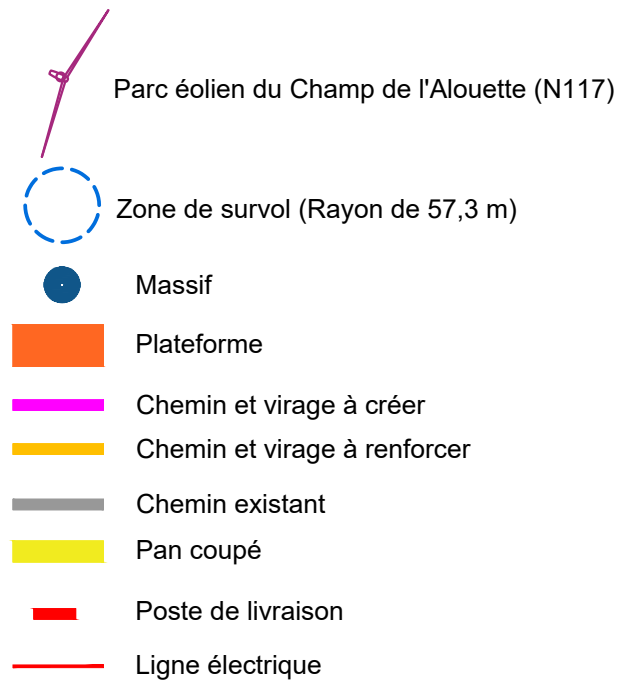 Parc éolien du Champ de l'Alouette (N117)
Zone de survol (Rayon de 57,3 m)
Massif
Plateforme
Chemin et virage à créer
Chemin et virage à renforcer
Chemin existant
Pan coupé
Poste de livraison
Ligne électrique